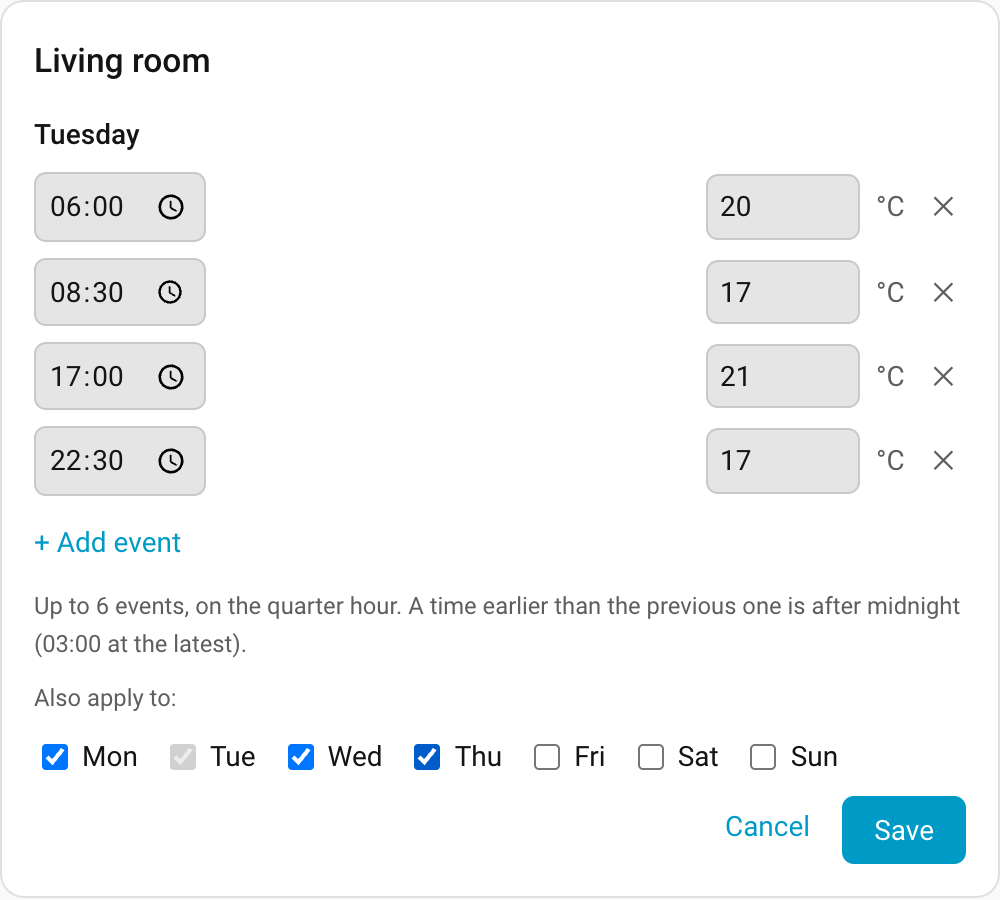 Living room
Tuesday
06:00 20 °C
08:30 17 °C
17:00 21 °C
22:30 17 °C
+ Add event
Up to 6 events, on the quarter hour. A time earlier than the previous one is after midnight
(03:00 at the latest).
Also apply to:
Mon Tue Wed Thu Fri Sat Sun
Cancel Save